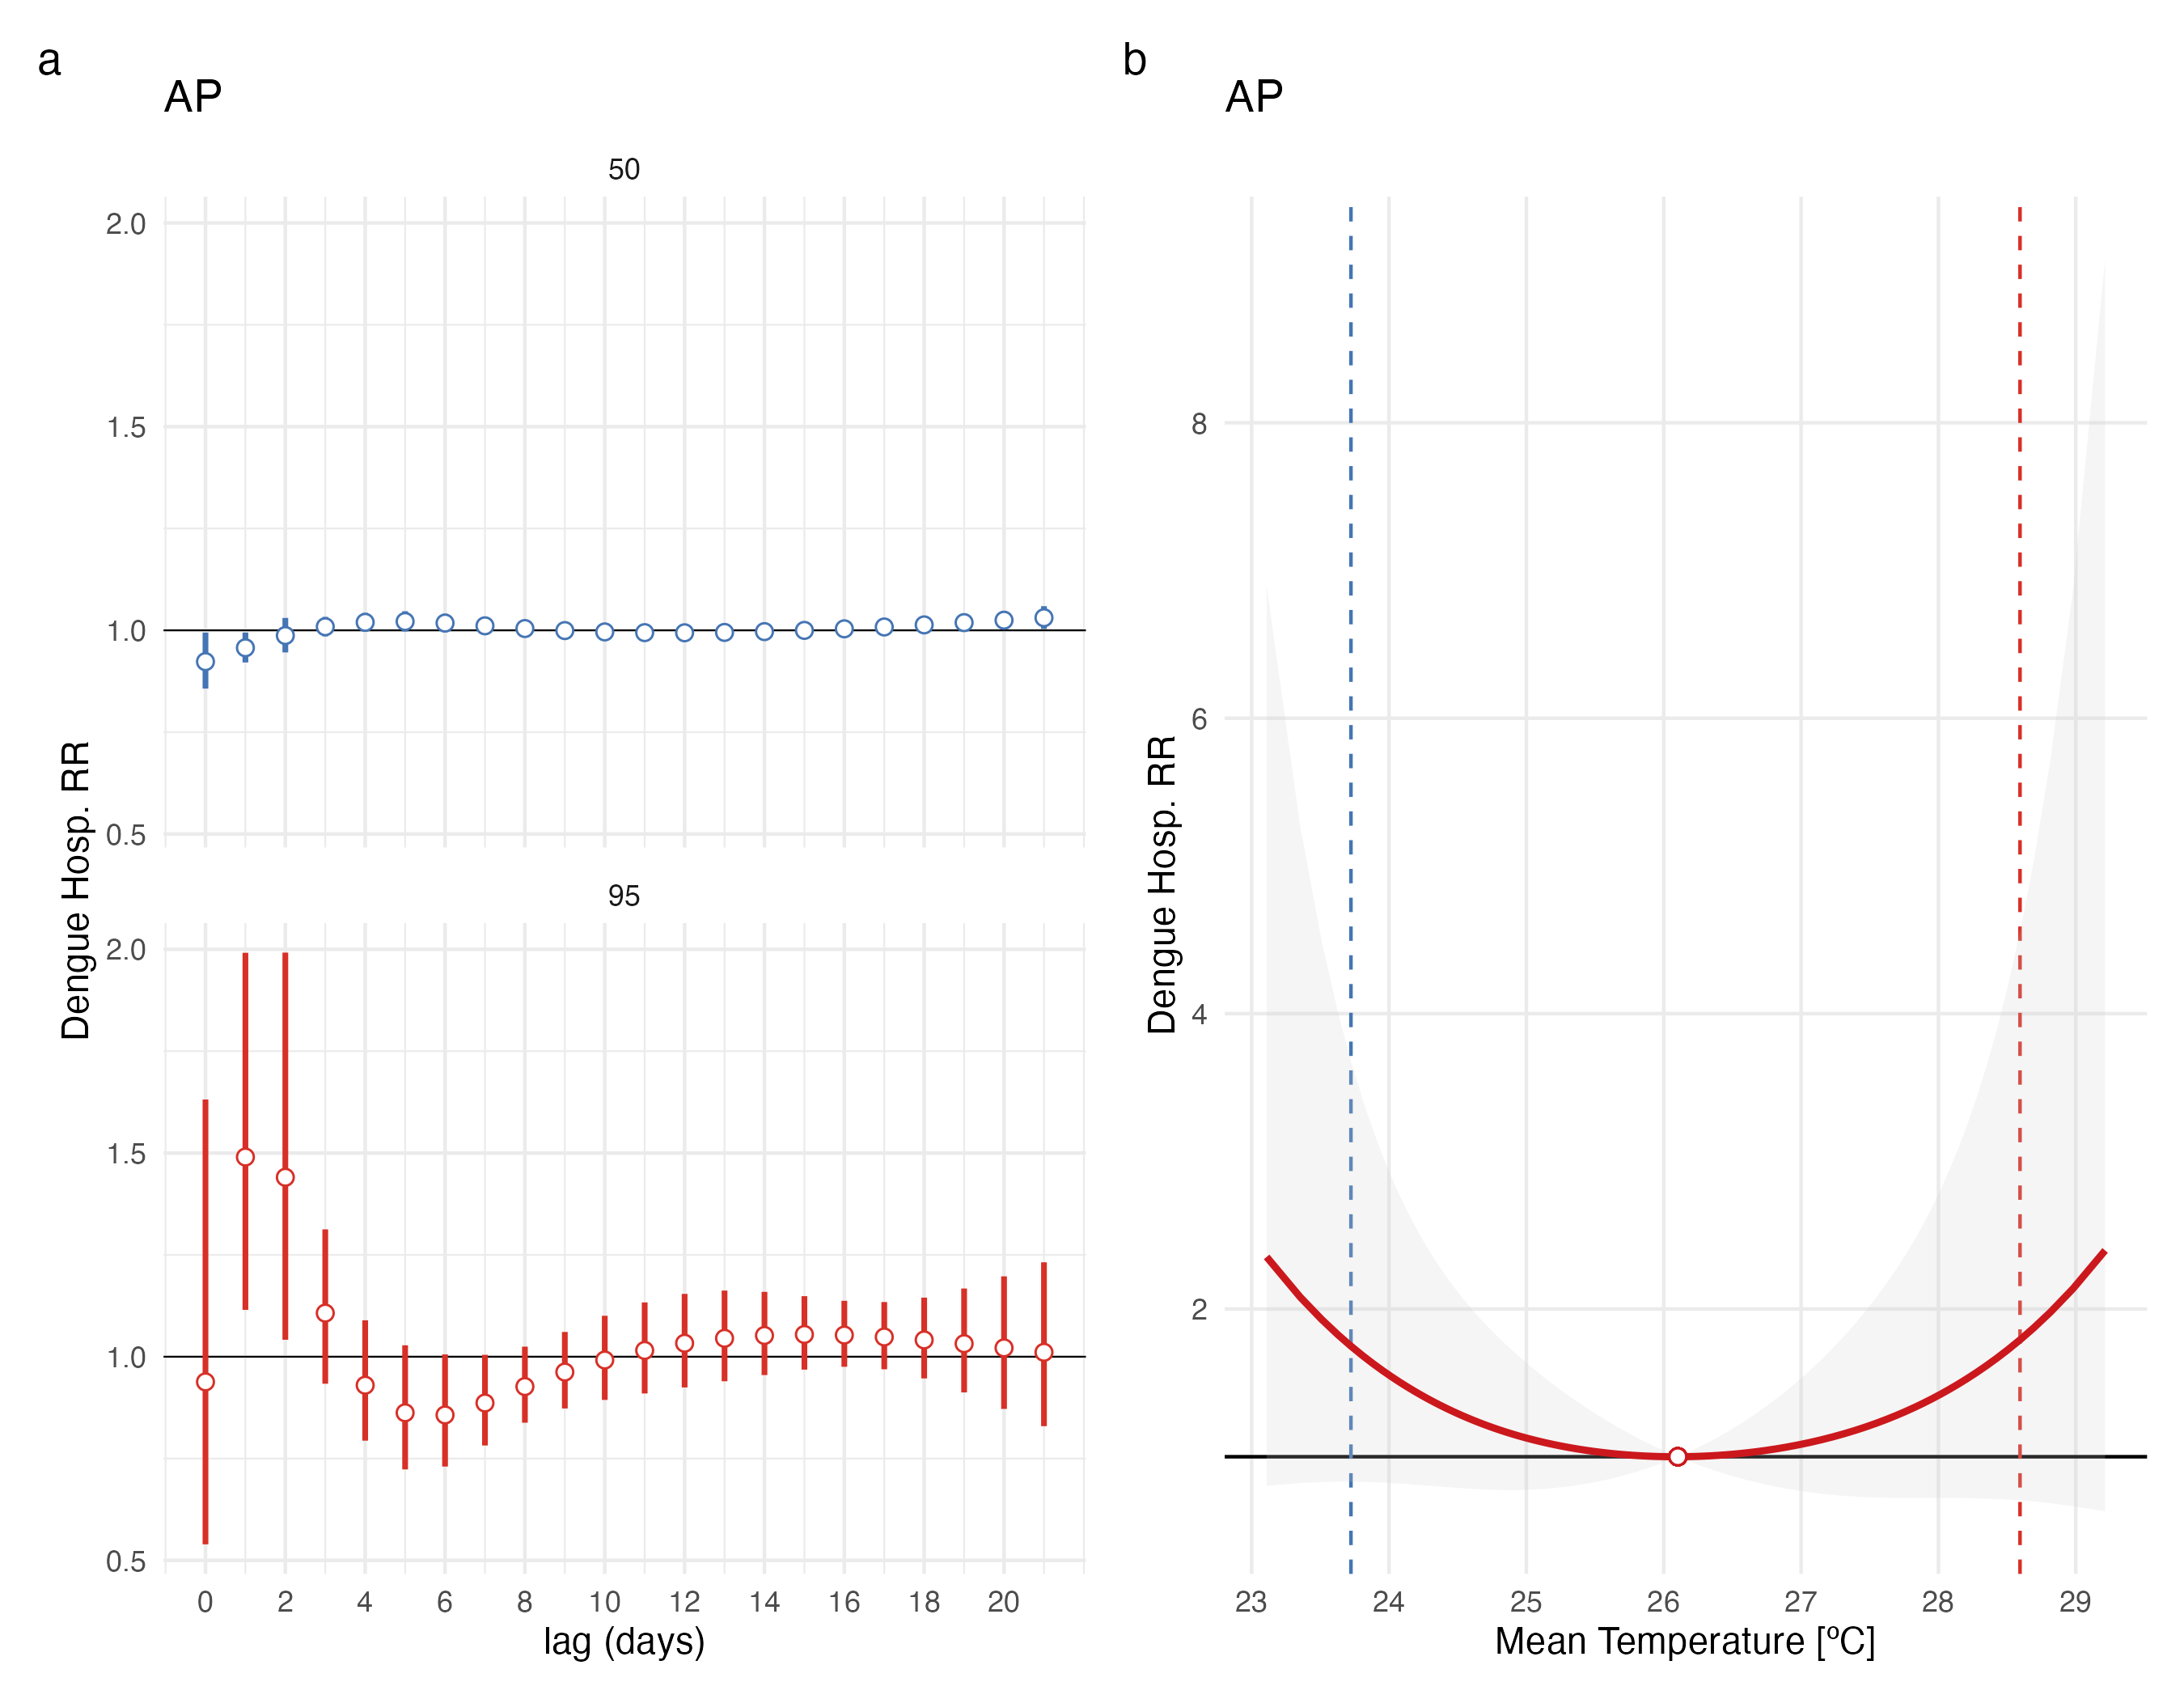 a
AP
50
2.0
1.5
1.0
0.5
95
2.0
1.5
1.0
0.5
0 2 4 6 8 10 12 14 16 18 20
lag (days)
Dengue Hosp. RR
b
AP
8
6
4
2
23 24 25 26 27 28 29
Mean Temperature [ºC]
Dengue Hosp. RR